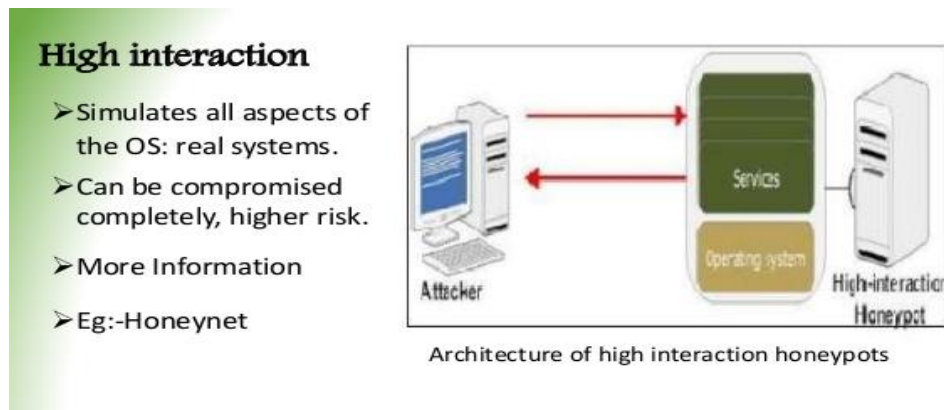 High interaction
➢Simulates all aspects of
the OS: real systems.
➢Can be compromised
completely, higher risk.
➢More Information
➢Eg:-Honeynet
Attacker
Services
Operating system
High-interaction
Honeypot
Architecture of high interaction honeypots